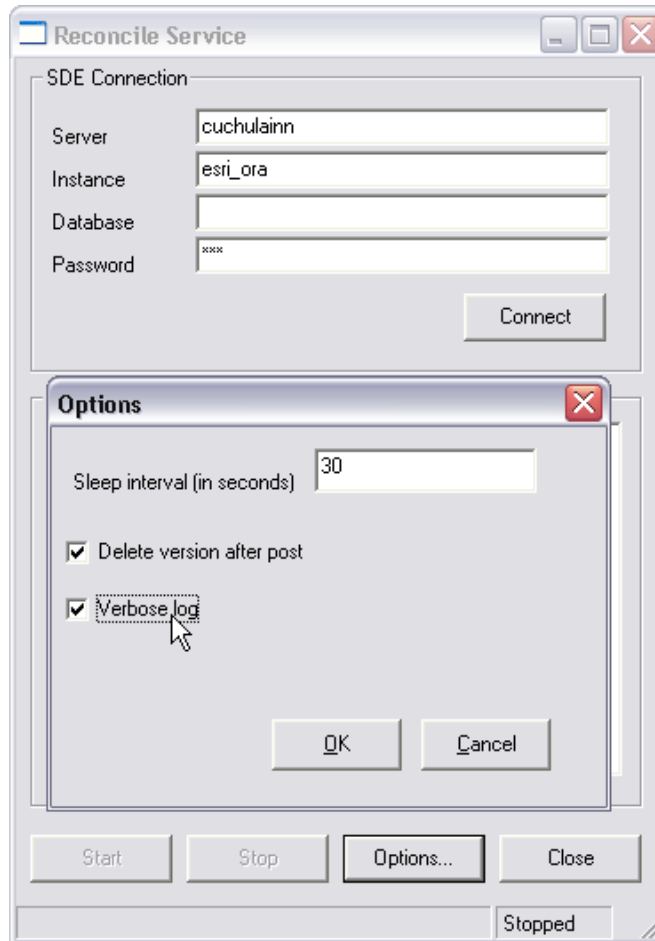 Reconcile Service
SDE Connection
Server cuchulainn
Instance esri_ora
Database
Password ***
Connect
Options
Sleep interval (in seconds) 30
Delete version after post
Verbose log
OK Cancel
Start Stop Options... Close
Stopped